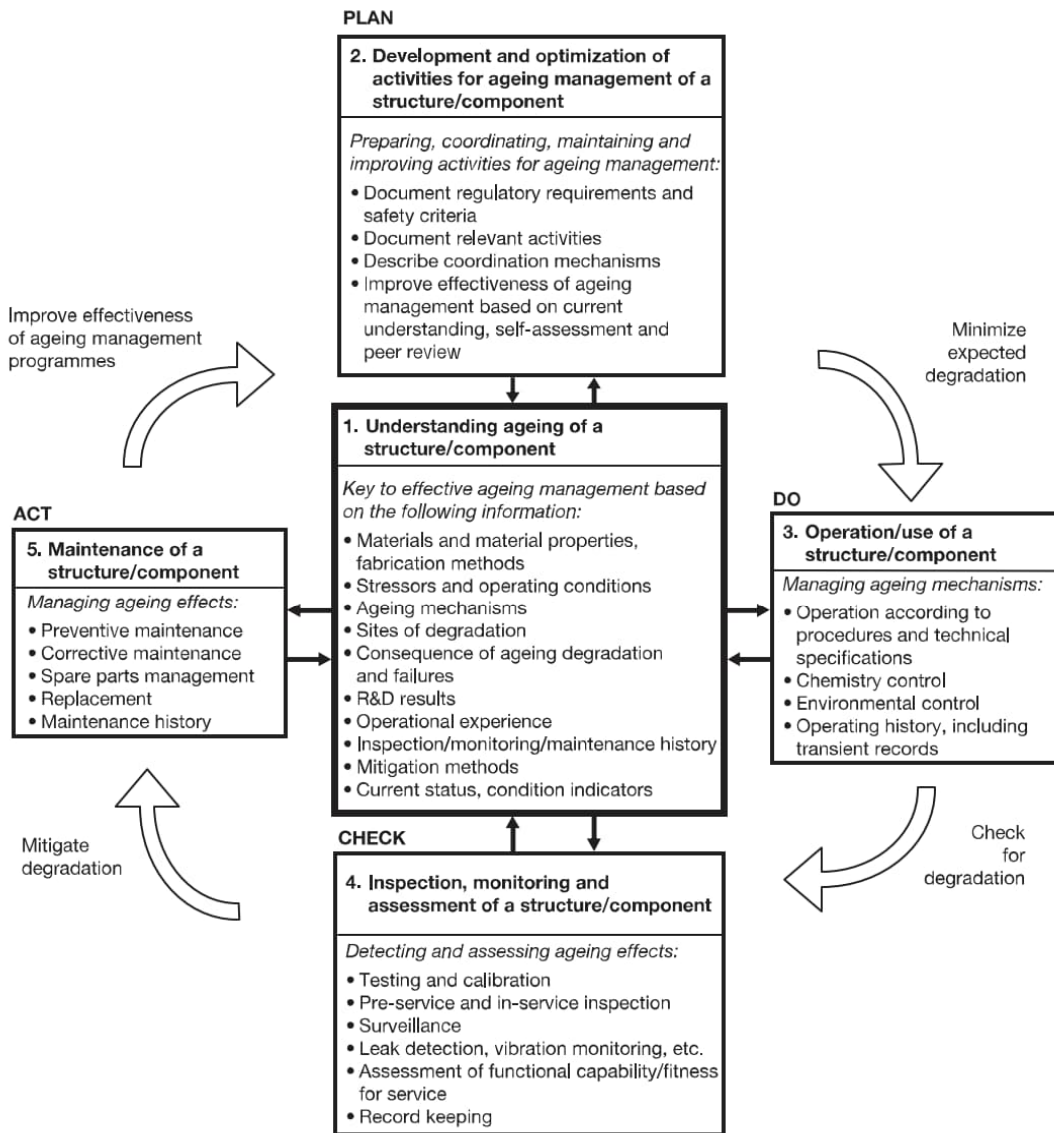 PLAN
2. Development and optimization of
activities for ageing management of a
structure/component
Preparing, coordinating, maintaining and
improving activities for ageing management:
• Document regulatory requirements and
safety criteria
• Document relevant activities
• Describe coordination mechanisms
• Improve effectiveness of ageing
management based on current
understanding, self-assessment and
peer review
Improve effectiveness
of ageing management
programmes
Minimize
expected
degradation
1. Understanding ageing of a
structure/component
Key to effective ageing management based
on the following information:
• Materials and material properties,
fabrication methods
• Stressors and operating conditions
• Ageing mechanisms
• Sites of degradation
• Consequence of ageing degradation
and failures
• R&D results
• Operational experience
• Inspection/monitoring/maintenance history
• Mitigation methods
• Current status, condition indicators
ACT
5. Maintenance of a
structure/component
Managing ageing effects:
• Preventive maintenance
• Corrective maintenance
• Spare parts management
• Replacement
• Maintenance history
DO
3. Operation/use of a
structure/component
Managing ageing mechanisms:
• Operation according to
procedures and technical
specifications
• Chemistry control
• Environmental control
• Operating history, including
transient records
Mitigate
degradation
Check
for
degradation
CHECK
4. Inspection, monitoring and
assessment of a structure/component
Detecting and assessing ageing effects:
• Testing and calibration
• Pre-service and in-service inspection
• Surveillance
• Leak detection, vibration monitoring, etc.
• Assessment of functional capability/fitness
for service
• Record keeping